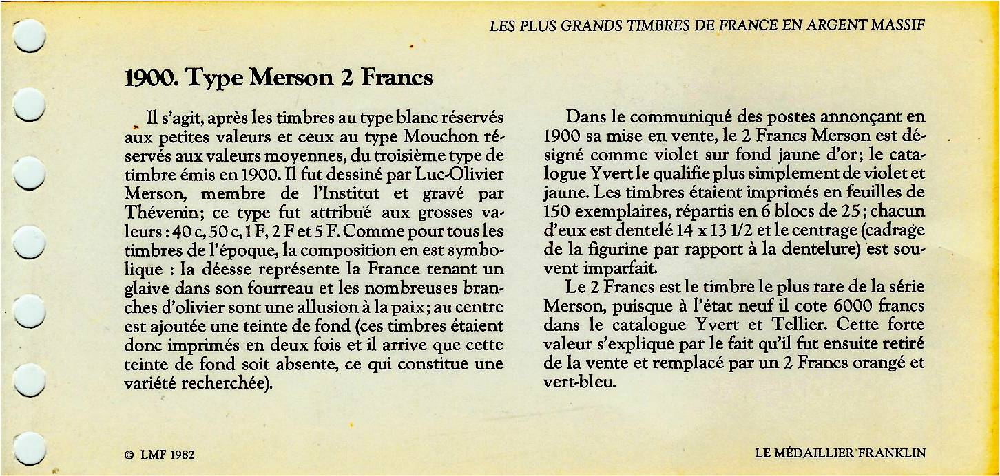 LES PLUS GRANDS TIMBRES DE FRANCE EN ARGENT MASSIF
1900. Type Merson 2 Francs
Il s'agit, après les timbres au type blanc réservés
aux petites valeurs et ceux au type Mouchon ré-
servés aux valeurs moyennes, du troisième type de
timbre émis en 1900. Il fut dessiné par Luc-Olivier
Merson, membre de l'Institut et gravé par
Thévenin; ce type fut attribué aux grosses va-
leurs : 40 c, 50 c, 1 F, 2 F et 5 F. Comme pour tous les
timbres de l'époque, la composition en est symbo-
lique : la déesse représente la France tenant un
glaive dans son fourreau et les nombreuses bran-
ches d'olivier sont une allusion à la paix; au centre
est ajoutée une teinte de fond (ces timbres étaient
donc imprimés en deux fois et il arrive que cette
teinte de fond soit absente, ce qui constitue une
variété recherchée).
Dans le communiqué des postes annonçant en
1900 sa mise en vente, le 2 Francs Merson est dé-
signé comme violet sur fond jaune d'or; le cata-
logue Yvert le qualifie plus simplement de violet et
jaune. Les timbres étaient imprimés en feuilles de
150 exemplaires, répartis en 6 blocs de 25; chacun
d'eux est dentelé 14 x 13 1/2 et le centrage (cadrage
de la figurine par rapport à la dentelure) est sou-
vent imparfait.
Le 2 Francs est le timbre le plus rare de la série
Merson, puisque à l'état neuf il cote 6000 francs
dans le catalogue Yvert et Tellier. Cette forte
valeur s'explique par le fait qu'il fut ensuite retiré
de la vente et remplacé par un 2 Francs orangé et
vert-bleu.
© LMF 1982
LE MÉDAILLIER FRANKLIN